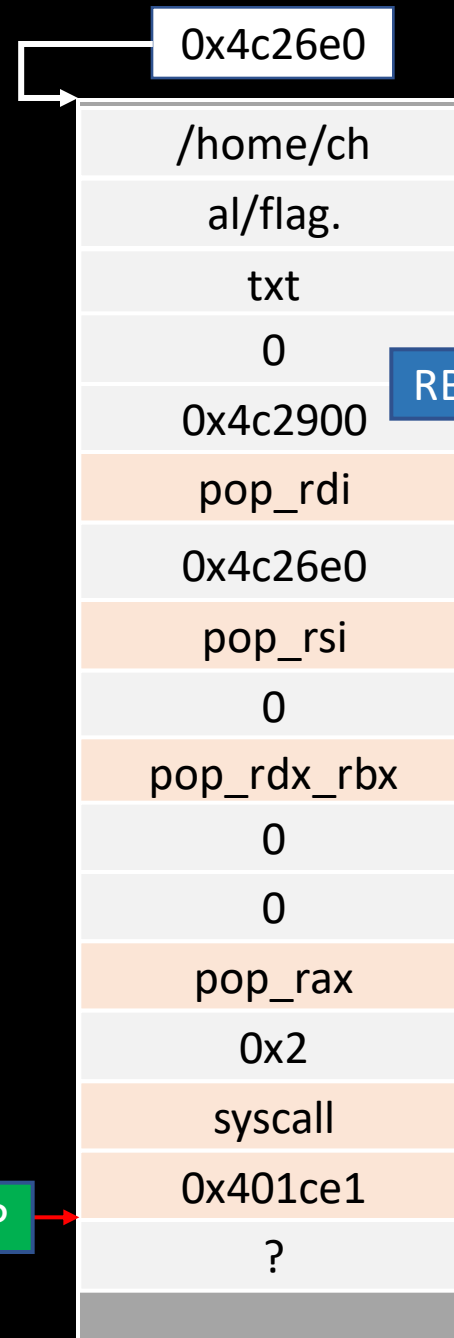 0x4c26e0
/home/ch
al/flag.
txt
0
RE
0x4c2900
pop_rdi
0x4c26e0
pop_rsi
0
pop_rdx_rbx
0
0
pop_rax
0x2
syscall
0x401ce1
P
?